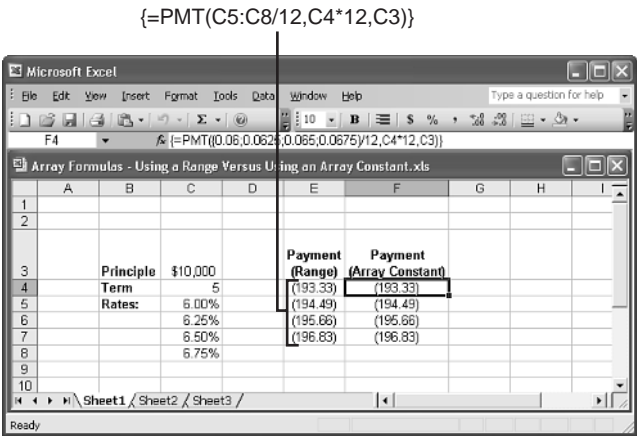 {=PMT(C5:C8/12,C4*12,C3)}
Microsoft Excel
File Edit View Insert Format Tools Data Window Help Type a question for help
10 B $ % ,
F4 fx {=PMT({0.06;0.0625;0.065;0.0675}/12,C4*12,C3)}
Array Formulas - Using a Range Versus Using an Array Constant.xls
A B C D E F G H I
1
2
Payment Payment
3 Principle $10,000 (Range) (Array Constant)
4 Term 5 (193.33) (193.33)
5 Rates: 6.00% (194.49) (194.49)
6 6.25% (195.66) (195.66)
7 6.50% (196.83) (196.83)
8 6.75%
9
10
Sheet1 / Sheet2 / Sheet3 /
Ready